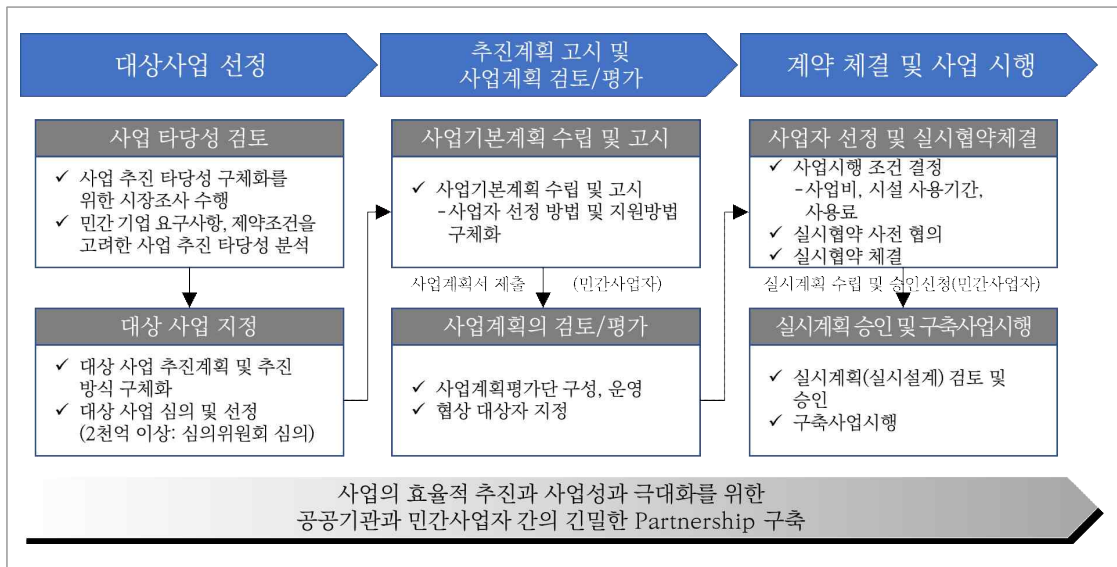 대상사업 선정
추진계획 고시 및
사업계획 검토/평가
계약 체결 및 사업 시행
사업 타당성 검토
✓ 사업 추진 타당성 구체화를
위한 시장조사 수행
✓ 민간 기업 요구사항, 제약조건을
고려한 사업 추진 타당성 분석
대상 사업 지정
✓ 대상 사업 추진계획 및 추진
방식 구체화
✓ 대상 사업 심의 및 선정
(2천억 이상: 심의위원회 심의)
사업기본계획 수립 및 고시
✓ 사업기본계획 수립 및 고시
-사업자 선정 방법 및 지원방법
구체화
사업계획서 제출 (민간사업자)
사업계획의 검토/평가
✓ 사업계획평가단 구성, 운영
✓ 협상 대상자 지정
사업자 선정 및 실시협약체결
✓ 사업시행 조건 결정
-사업비, 시설 사용기간,
사용료
✓ 실시협약 사전 협의
✓ 실시협약 체결
실시계획 수립 및 승인신청(민간사업자)
실시계획 승인 및 구축사업시행
✓ 실시계획(실시설계) 검토 및
승인
✓ 구축사업시행
사업의 효율적 추진과 사업성과 극대화를 위한
공공기관과 민간사업자 간의 긴밀한 Partnership 구축